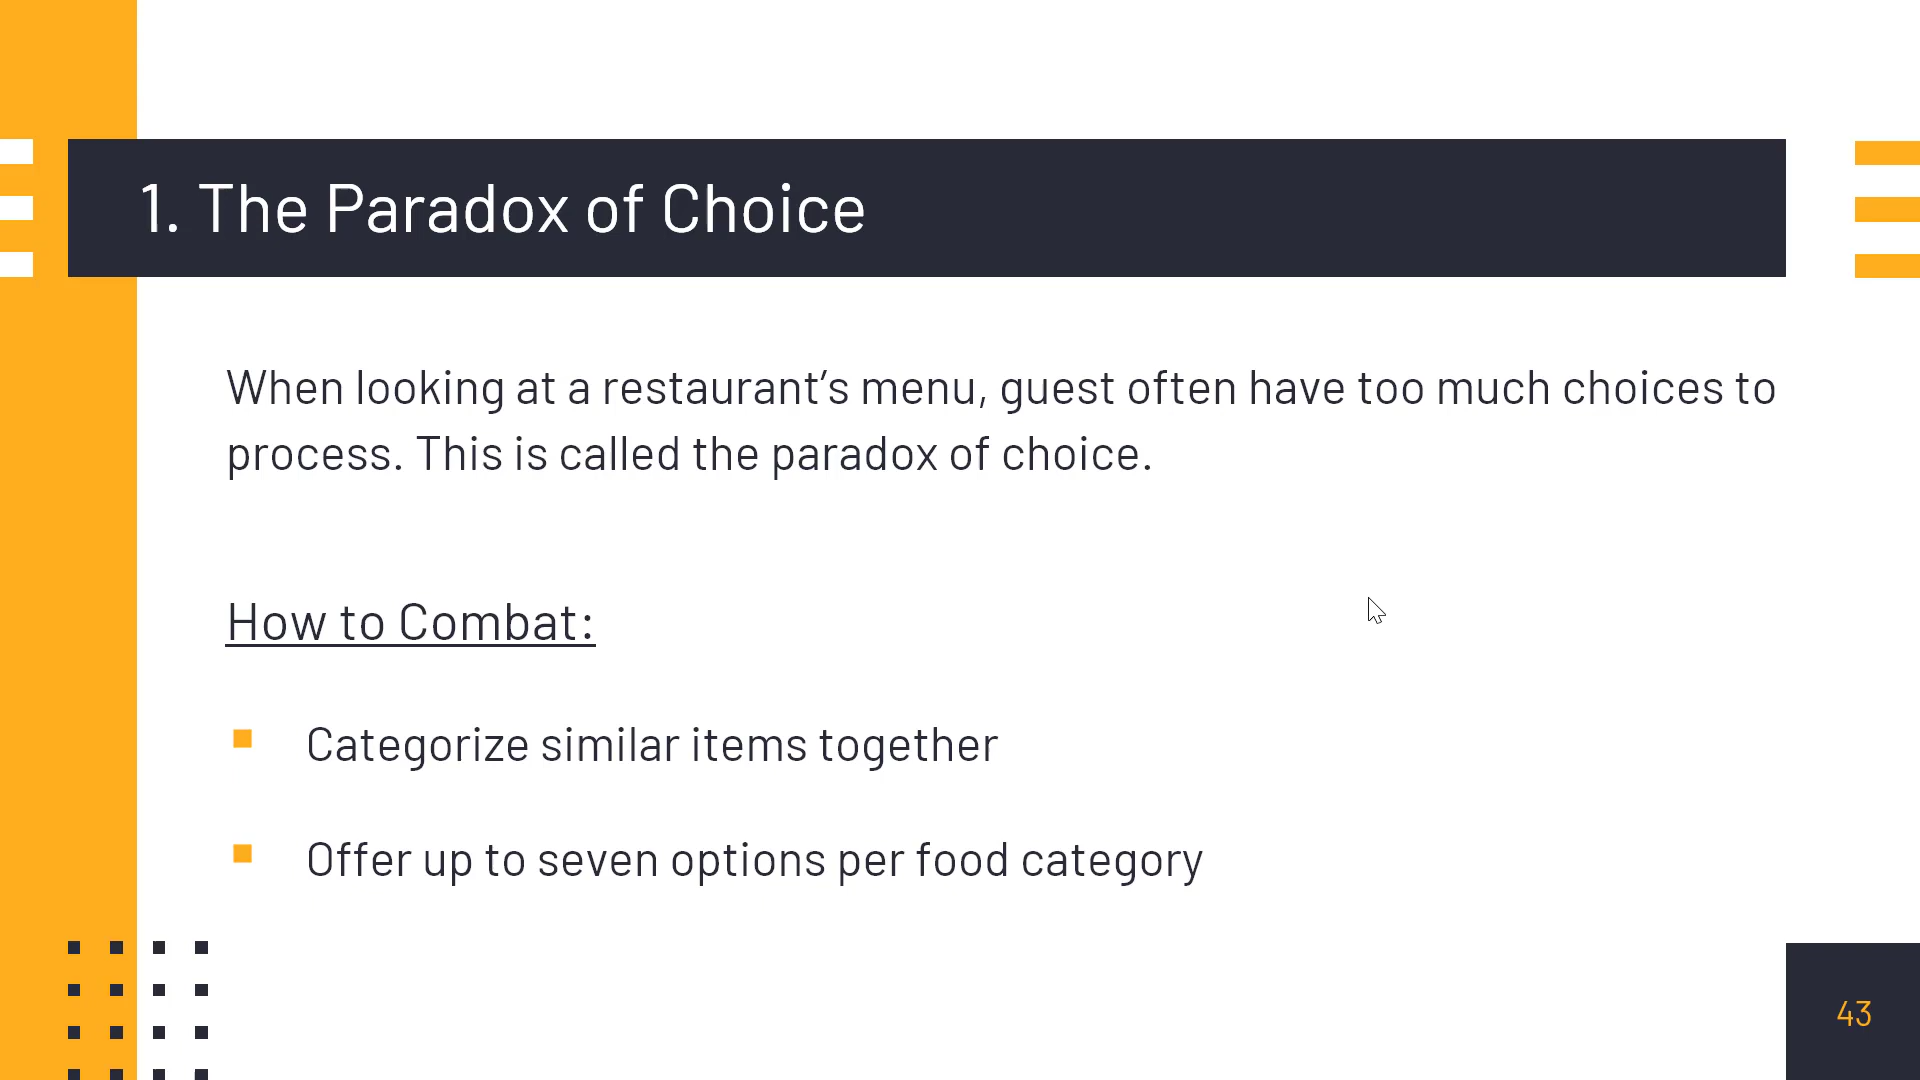 1. The Paradox of Choice
When looking at a restaurant’s menu, guest often have too much choices to
process. This is called the paradox of choice.
How to Combat:
Categorize similar items together
Offer up to seven options per food category
43